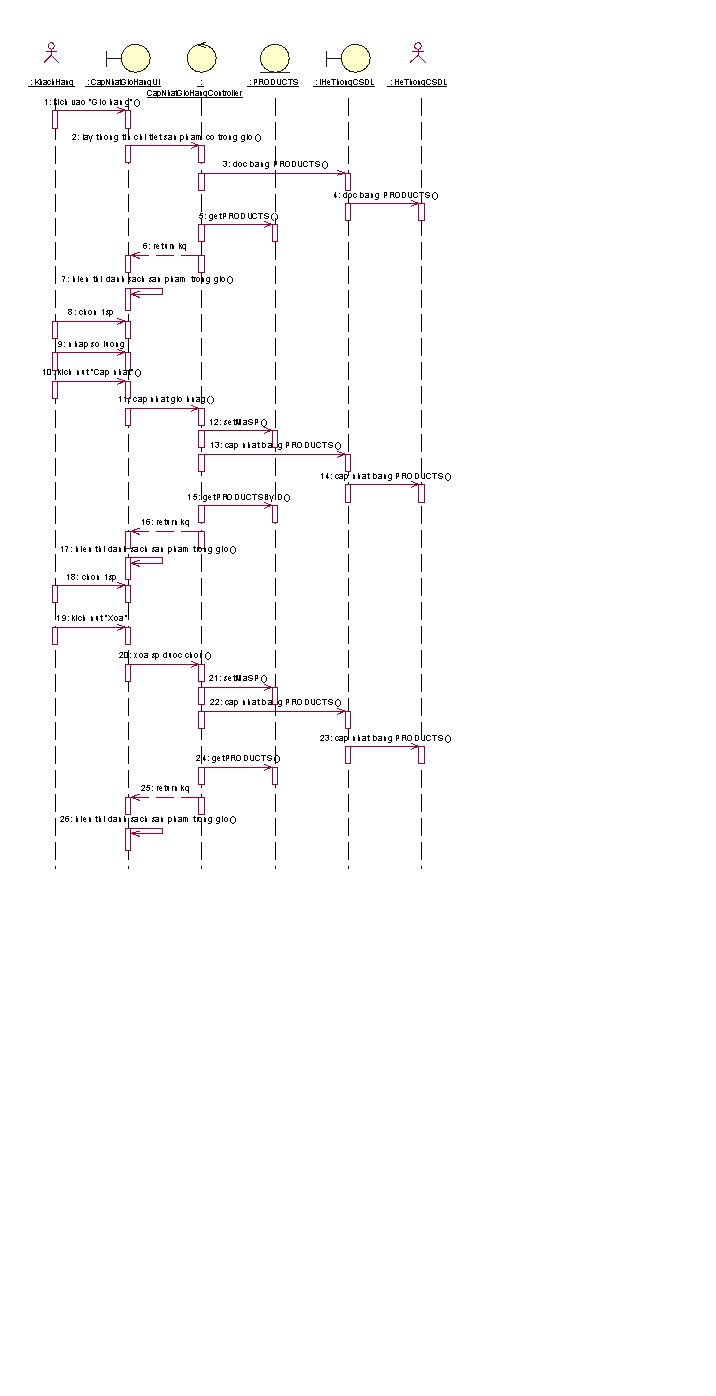 : KhachHang
: CapNhatGioHangUI
:
CapNhatGioHangController
: PRODUCTS
: IHeThongCSDL
: HeThongCSDL
1: kich vao "Gio hang"()
2: lay thong tin chi tiet san pham co trong gio()
3: doc bang PRODUCTS()
4: doc bang PRODUCTS()
5: getPRODUCTS()
6: return kq
7: hien thi danh sach san pham trong gio()
8: chon 1sp
9: nhap so luong
10: kich nut "Cap nhat"()
11: cap nhat gio hnag()
12: setMaSP()
13: cap nhat bang PRODUCTS()
14: cap nhat bang PRODUCTS()
15: getPRODUCTSByID()
16: return kq
17: hien thi danh sach san pham trong gio()
18: chon 1sp
19: kich nut "Xoa"
20: xoa sp duoc chon()
21: setMaSP()
22: cap nhat bang PRODUCTS()
23: cap nhat bang PRODUCTS()
24: getPRODUCTS()
25: return kq
26: hien thi danh sach san pham trong gio()